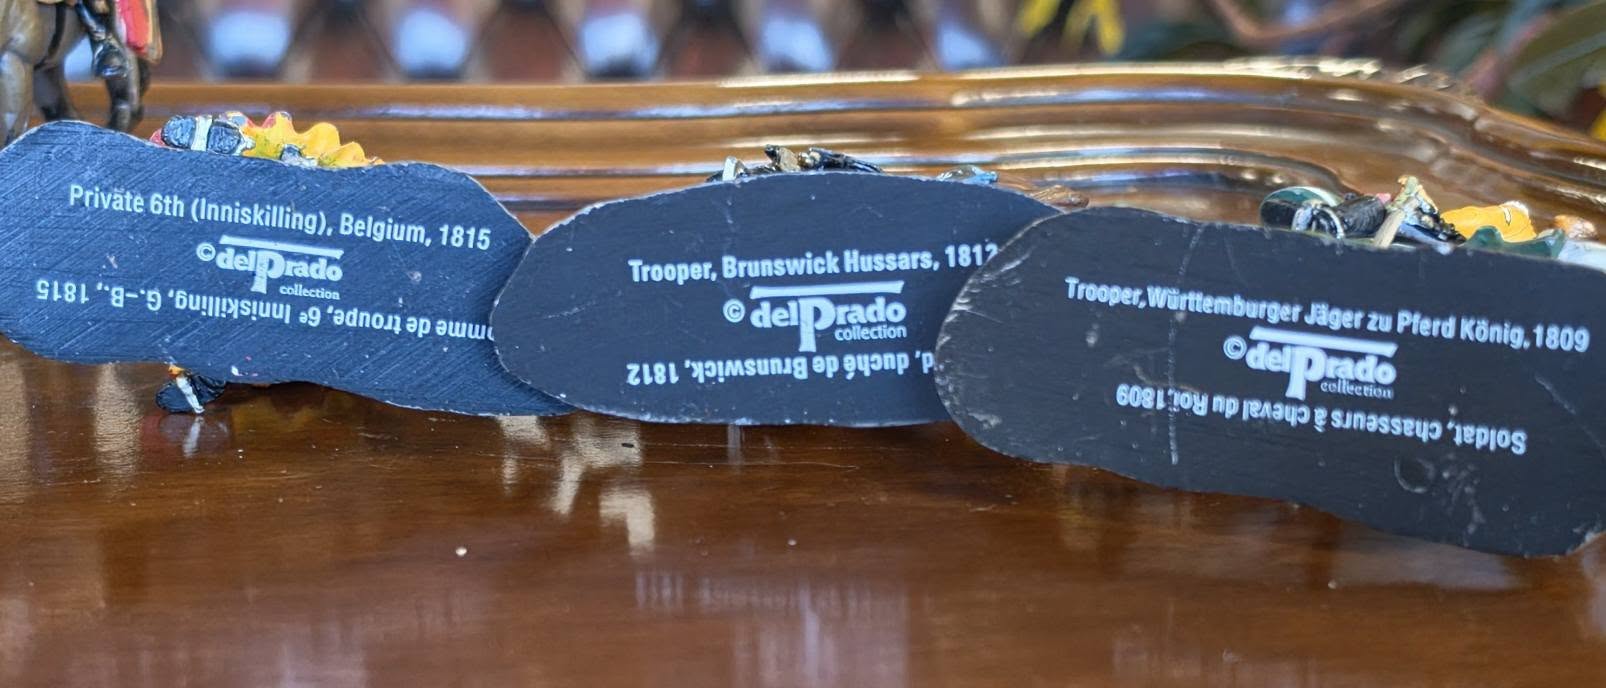 Private 6th (Inniskilling), Belgium, 1815
© delPrado
collection
omme de troupe, 6e Inniskilling, G.-B., 1815
Trooper, Brunswick Hussars, 1812
© delPrado
collection
d, duché de Brunswick, 1812
Trooper,Württemburger Jäger zu Pferd König,1809
© delPrado
collection
Soldat, chasseurs à cheval du Roi,1809